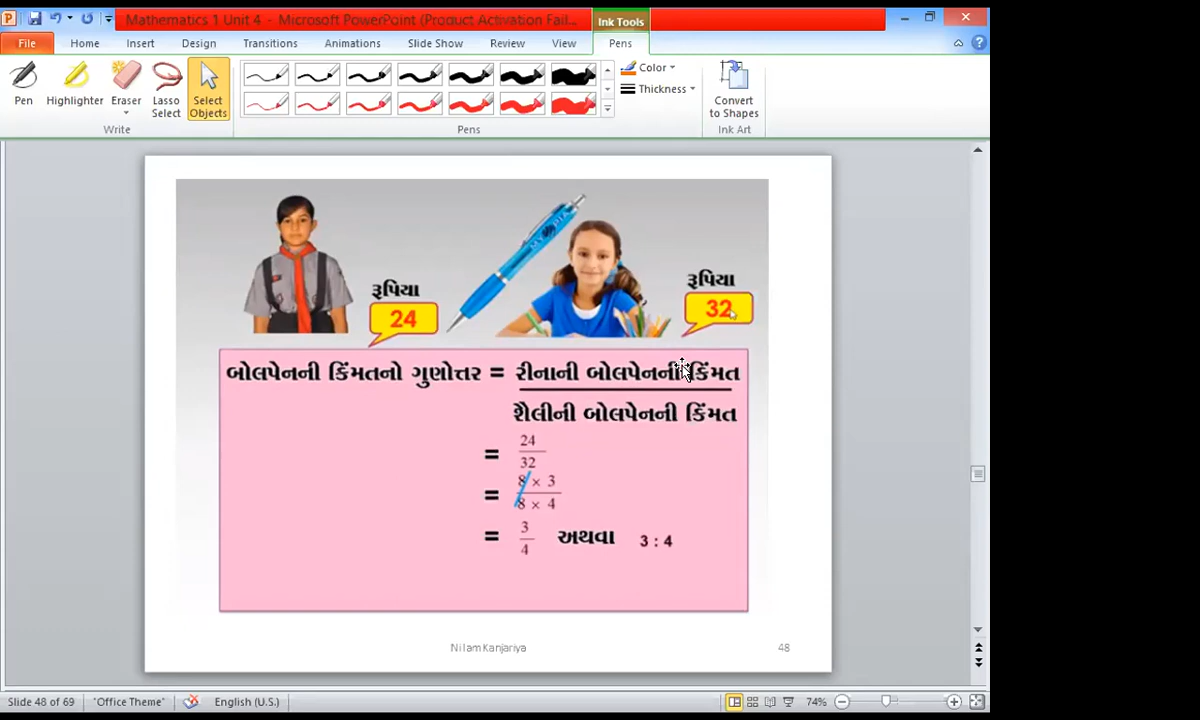 Mathematics 1 Unit 4 - Microsoft PowerPoint (Product Activation Fail...
Ink Tools
File Home Insert Design Transitions Animations Slide Show Review View Pens
Pen Highlighter Eraser Lasso Select Select Objects
Color
Thickness
Convert to Shapes
Write Pens Ink Art
રૂપિયા
24
રૂપિયા
32
બોલપેનની કિંમતનો ગુણોત્તર = રીનાની બોલપેનની કિંમત
શૈલીની બોલપેનની કિંમત
= 24
32
= 8 × 3
8 × 4
= 3
4 અથવા 3 : 4
Nilam Kanjariya 48
Slide 48 of 69 "Office Theme" English (U.S.) 74%